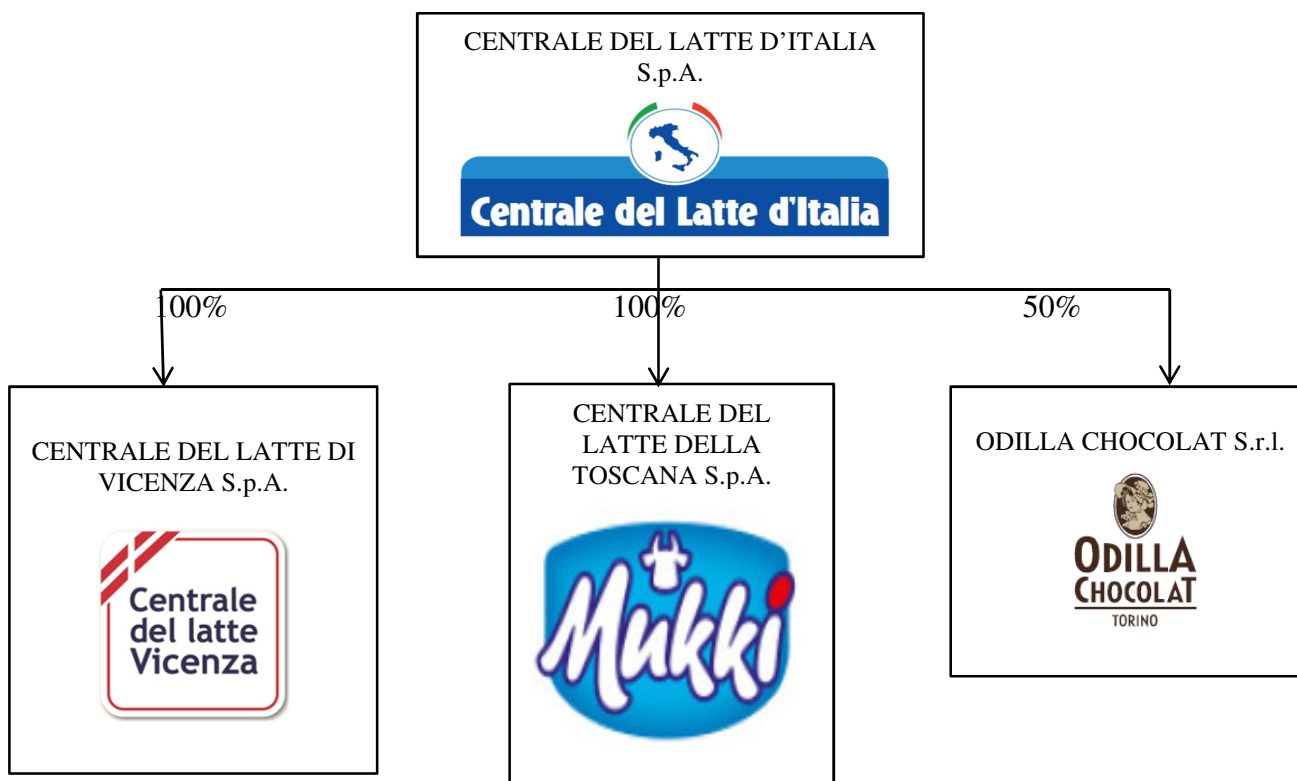 CENTRALE DEL LATTE D’ITALIA
S.p.A.
Centrale del Latte d'Italia
100%
100%
50%
CENTRALE DEL LATTE DI
VICENZA S.p.A.
Centrale
del latte
Vicenza
CENTRALE DEL
LATTE DELLA
TOSCANA S.p.A.
Mukki
ODILLA CHOCOLAT S.r.l.
ODILLA
CHOCOLAT
TORINO